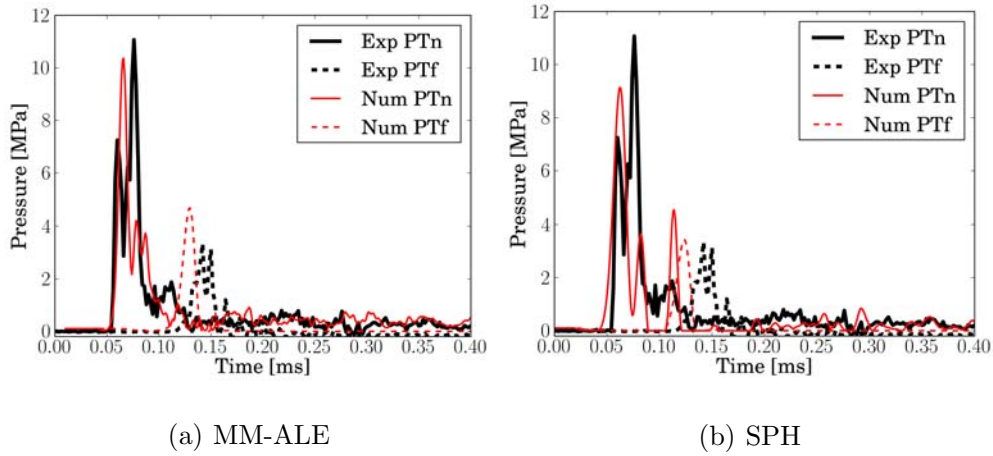 12
10
8
6
4
2
0
Pressure [MPa]
Exp PTn
Exp PTf
Num PTn
Num PTf
0.00 0.05 0.10 0.15 0.20 0.25 0.30 0.35 0.40
Time [ms]
(a) MM-ALE
12
10
8
6
4
2
0
Pressure [MPa]
Exp PTn
Exp PTf
Num PTn
Num PTf
0.00 0.05 0.10 0.15 0.20 0.25 0.30 0.35 0.40
Time [ms]
(b) SPH